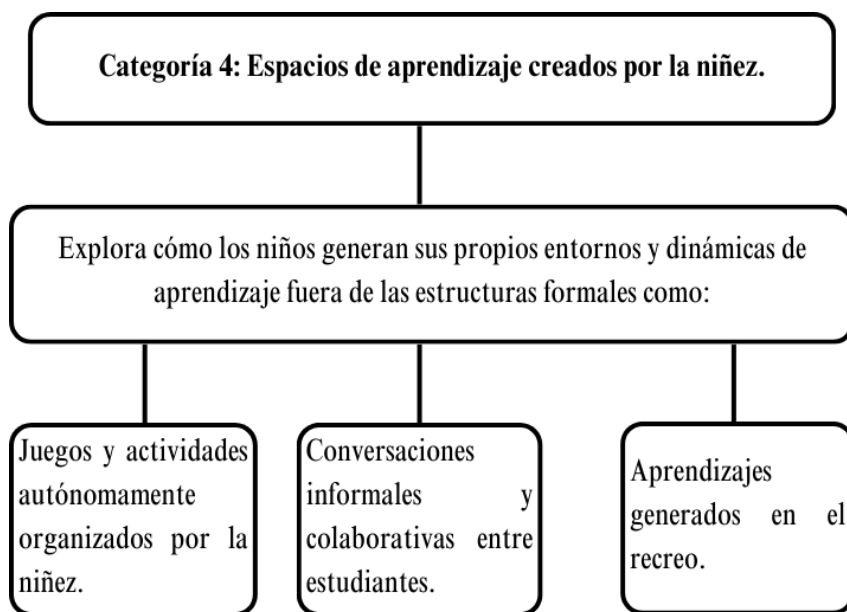 Categoría 4: Espacios de aprendizaje creados por la niñez.
Explora cómo los niños generan sus propios entornos y dinámicas de
aprendizaje fuera de las estructuras formales como:
Juegos y actividades
autónomamente
organizados por la
niñez.
Conversaciones
informales y
colaborativas entre
estudiantes.
Aprendizajes
generados en el
recreo.